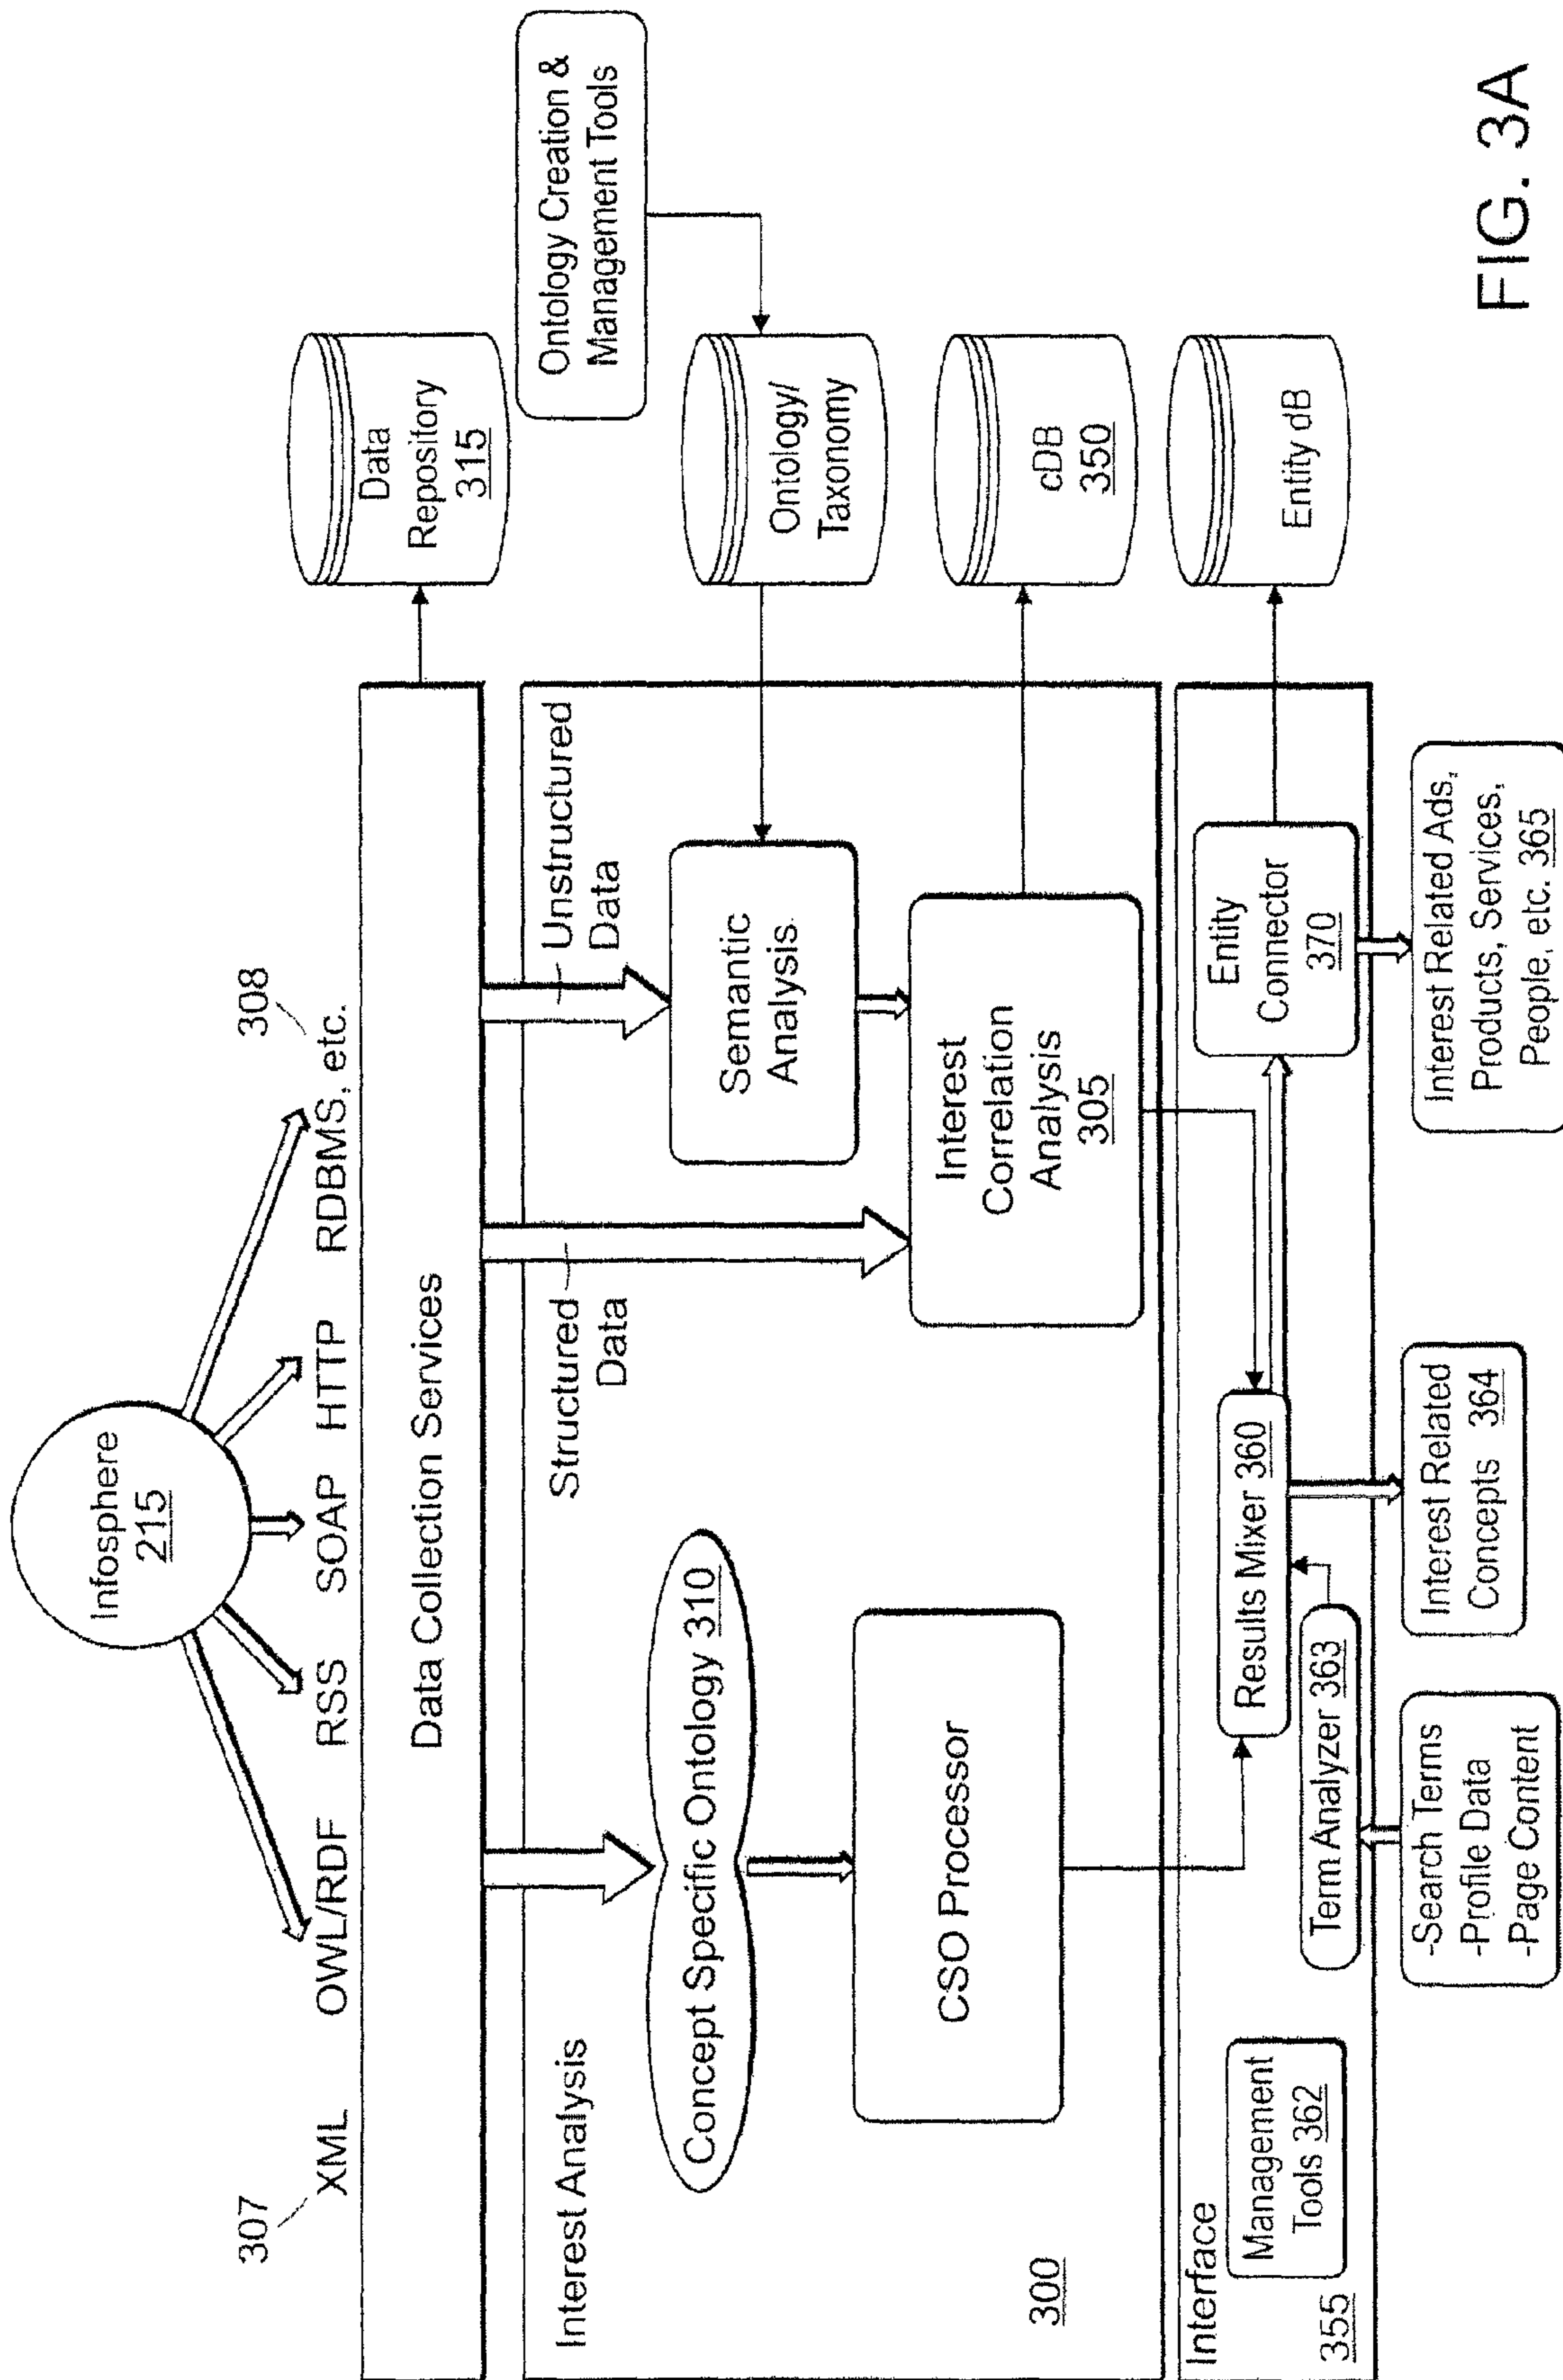 Infosphere
215
307
308
XML
OWL/RDF
RSS
SOAP
HTTP
RDBMS, etc.
Data Collection Services
Data
Repository
315
Ontology Creation &
Management Tools
Interest Analysis
Structured
Data
Unstructured
Data
Concept Specific Ontology 310
Semantic
Analysis
Ontology/
Taxonomy
CSO Processor
Interest
Correlation
Analysis
305
cDB
350
300
Interface
355
Management
Tools 362
Results Mixer 360
Term Analyzer 363
Entity
Connector
370
Entity dB
-Search Terms
-Profile Data
-Page Content
Interest Related
Concepts 364
Interest Related Ads,
Products, Services,
People, etc. 365
FIG. 3A